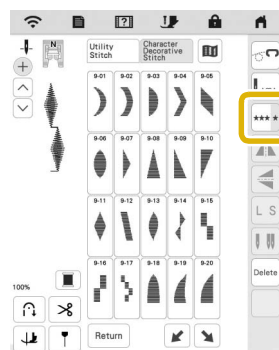 [?]
N
Utility
Stitch
Character
Decorative
Stitch
9-01 9-02 9-03 9-04 9-05
9-06 9-07 9-08 9-09 9-10
9-11 9-12 9-13 9-14 9-15
9-16 9-17 9-18 9-19 9-20
L S
100%
Delete
Return